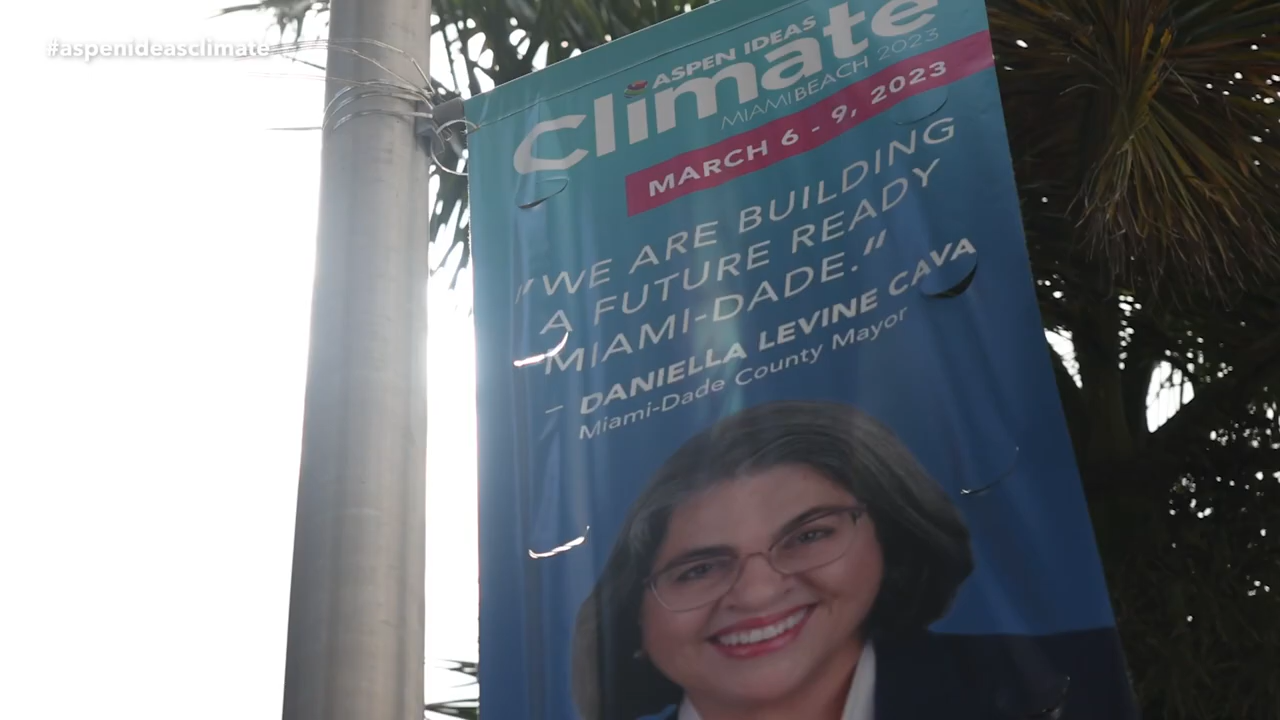 #aspenideasclimate
ASPEN IDEAS
Climate
MIAMI BEACH 2023
MARCH 6 - 9, 2023
"WE ARE BUILDING
A FUTURE READY
MIAMI-DADE."
– DANIELLA LEVINE CAVA
Miami-Dade County Mayor